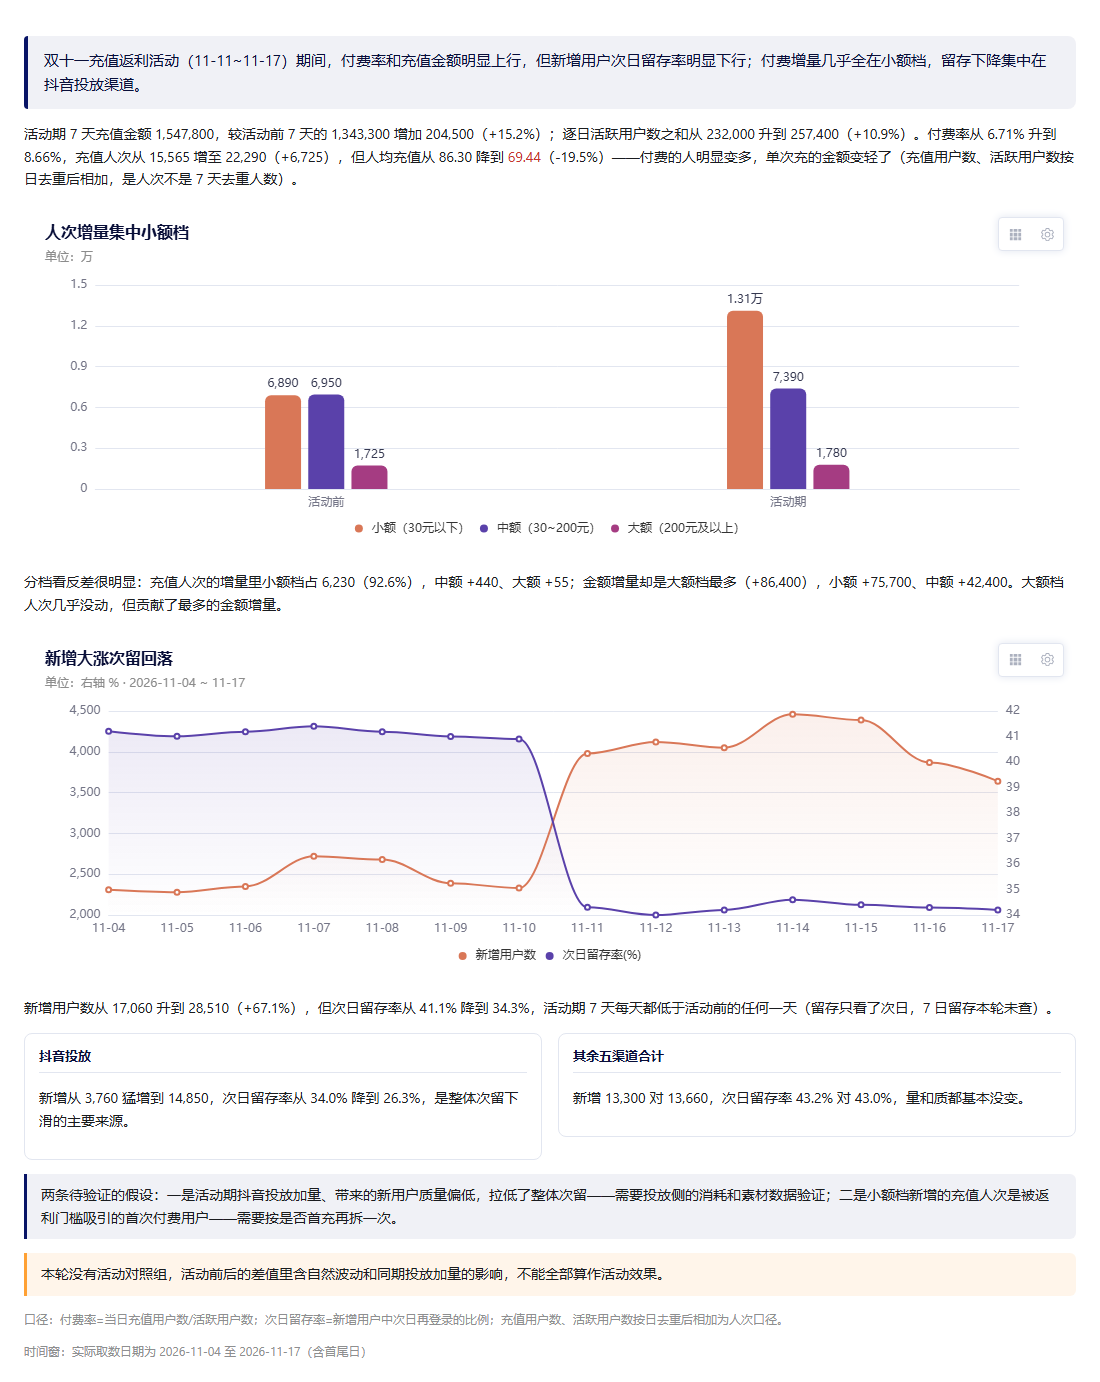 双十一充值返利活动（11-11~11-17）期间，付费率和充值金额明显上行，但新增用户次日留存率明显下行；付费增量几乎全在小额档，留存下降集中在
抖音投放渠道。
活动期 7 天充值金额 1,547,800，较活动前 7 天的 1,343,300 增加 204,500（+15.2%）；逐日活跃用户数之和从 232,000 升到 257,400（+10.9%）。付费率从 6.71% 升到
8.66%，充值人次从 15,565 增至 22,290（+6,725），但人均充值从 86.30 降到 69.44（-19.5%）——付费的人明显变多，单次充的金额变轻了（充值用户数、活跃用户数按
日去重后相加，是人次不是 7 天去重人数）。
人次增量集中小额档
单位：万
1.5
1.2
0.9
0.6
0.3
0
6,890
6,950
1,725
1.31万
7,390
1,780
活动前
活动期
小额（30元以下）
中额（30~200元）
大额（200元及以上）
分档看反差很明显：充值人次的增量里小额档占 6,230（92.6%），中额 +440、大额 +55；金额增量却是大额档最多（+86,400），小额 +75,700、中额 +42,400。大额档
人次几乎没动，但贡献了最多的金额增量。
新增大涨次留回落
单位：右轴 % · 2026-11-04 ~ 11-17
4,500
4,000
3,500
3,000
2,500
2,000
42
41
40
39
38
37
36
35
34
11-04
11-05
11-06
11-07
11-08
11-09
11-10
11-11
11-12
11-13
11-14
11-15
11-16
11-17
新增用户数
次日留存率(%)
新增用户数从 17,060 升到 28,510（+67.1%），但次日留存率从 41.1% 降到 34.3%，活动期 7 天每天都低于活动前的任何一天（留存只看了次日，7 日留存本轮未查）。
抖音投放
新增从 3,760 猛增到 14,850，次日留存率从 34.0% 降到 26.3%，是整体次留下
滑的主要来源。
其余五渠道合计
新增 13,300 对 13,660，次日留存率 43.2% 对 43.0%，量和质都基本没变。
两条待验证的假设：一是活动期抖音投放加量、带来的新用户质量偏低，拉低了整体次留——需要投放侧的消耗和素材数据验证；二是小额档新增的充值人次是被返
利门槛吸引的首次付费用户——需要按是否首充再拆一次。
本轮没有活动对照组，活动前后的差值里含自然波动和同期投放加量的影响，不能全部算作活动效果。
口径：付费率=当日充值用户数/活跃用户数；次日留存率=新增用户中次日再登录的比例；充值用户数、活跃用户数按日去重后相加为人次口径。
时间窗：实际取数日期为 2026-11-04 至 2026-11-17（含首尾日）